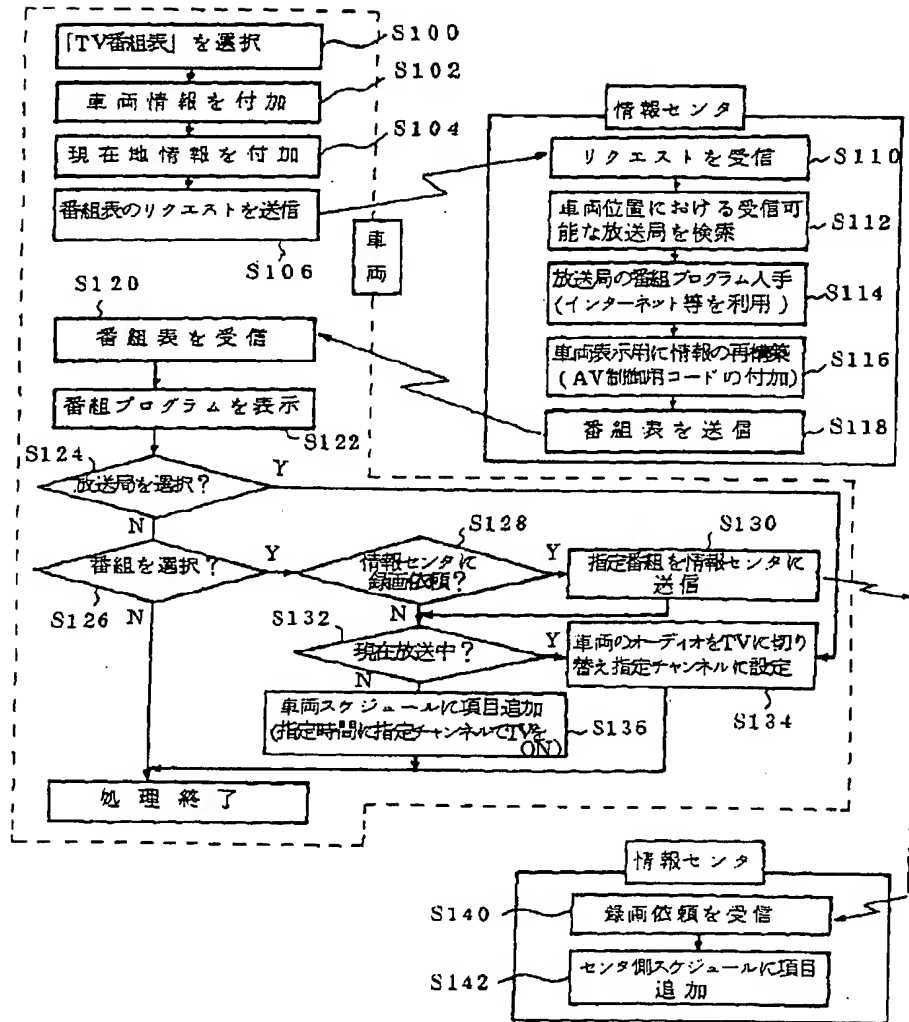 「TV番組表」を選択
S100
車両情報を付加
S102
現在地情報を付加
S104
番組表のリクエストを送信
S106
車両
情報センタ
リクエストを受信
S110
車両位置における受信可
能な放送局を検索
S112
放送局の番組プログラム入手
(インターネット等を利用)
S114
車両表示用に情報の再構築
(AV制御用コードの付加)
S116
番組表を送信
S118
S120
番組表を受信
番組プログラムを表示
S122
S124
放送局を選択?
Y
N
番組を選択?
Y
S126
N
S128
情報センタに
録画依頼?
Y
N
S130
指定番組を情報センタに
送信
S132
現在放送中?
Y
N
車両のオーディオをTVに切り
替え指定チャンネルに設定
S134
車両スケジュールに項目追加
(指定時間に指定チャンネルでTVを
ON)
S136
処理終了
情報センタ
S140
録画依頼を受信
S142
センタ側スケジュールに項目
追加